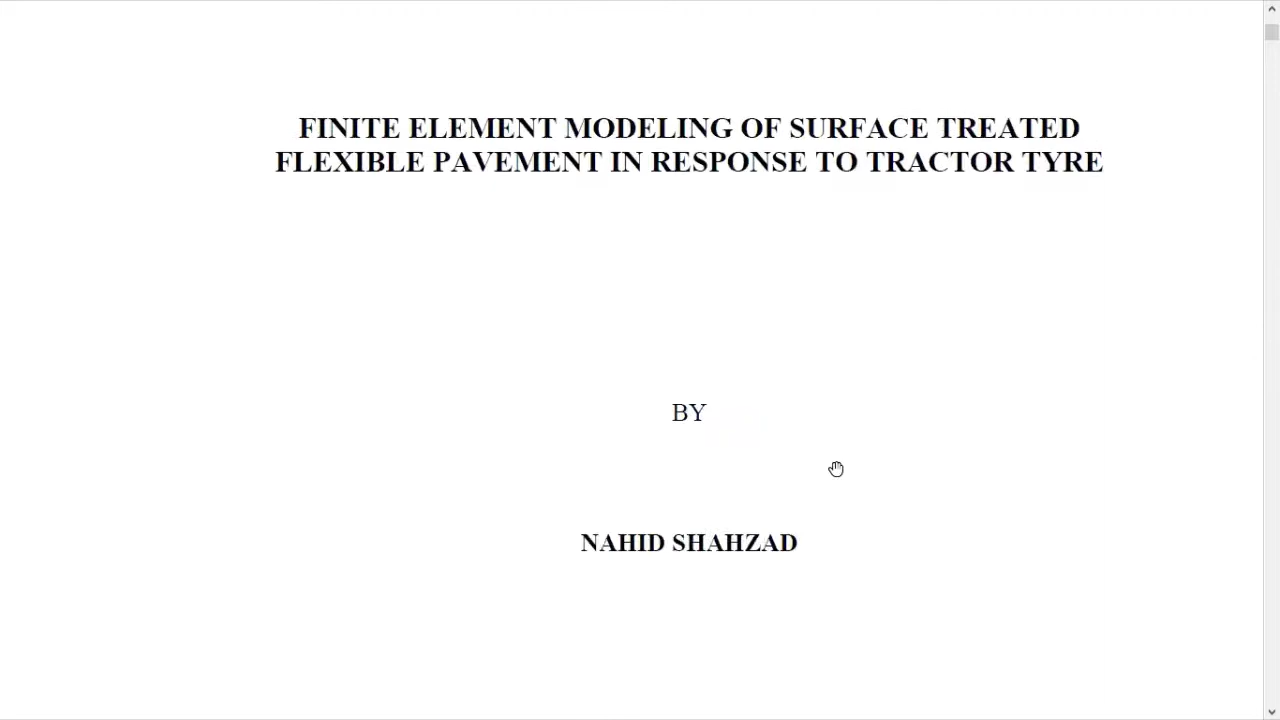 FINITE ELEMENT MODELING OF SURFACE TREATED
FLEXIBLE PAVEMENT IN RESPONSE TO TRACTOR TYRE
BY
NAHID SHAHZAD